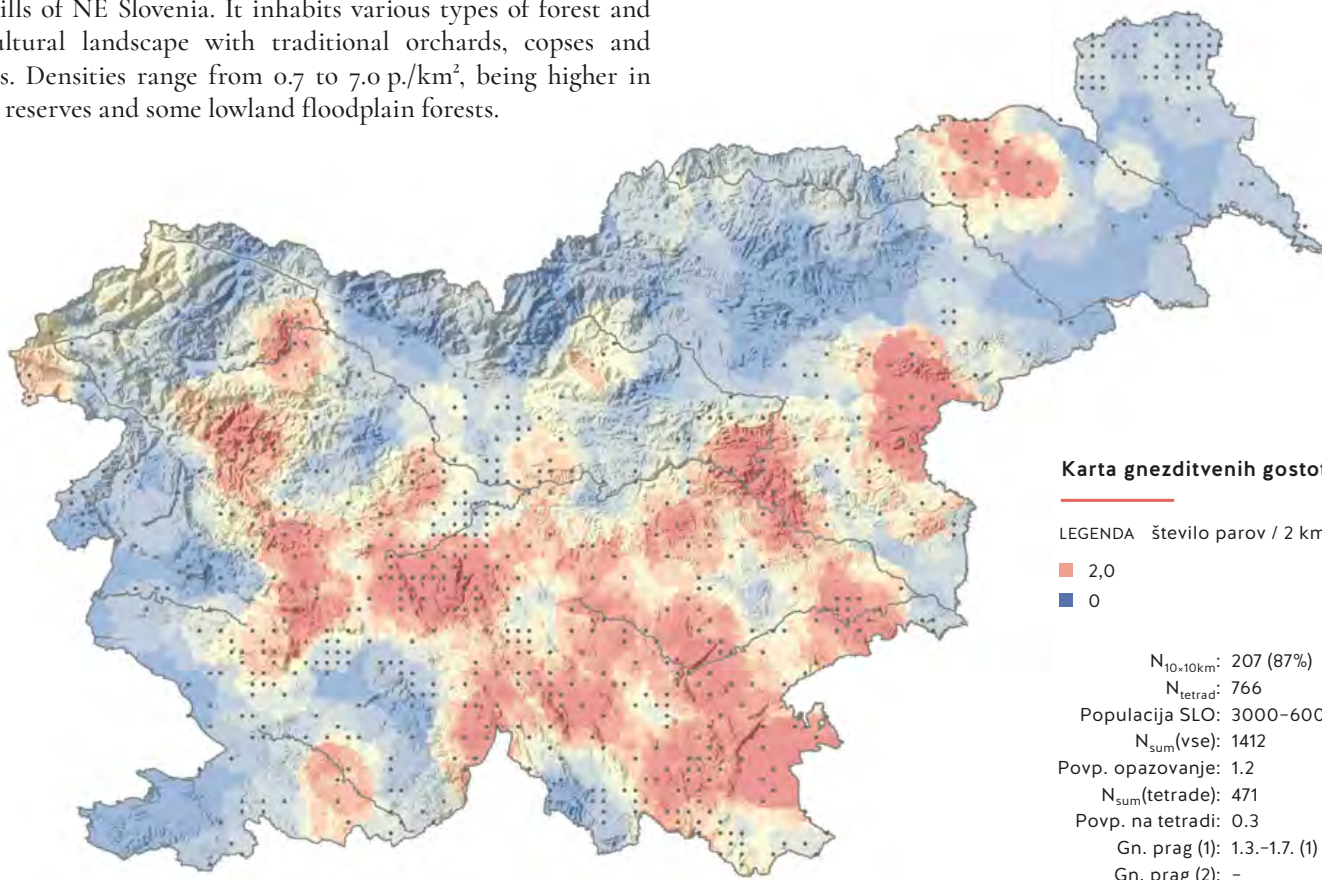 ills of NE Slovenia. It inhabits various types of forest and
ultural landscape with traditional orchards, copses and
s. Densities range from 0.7 to 7.0 p./km², being higher in
reserves and some lowland floodplain forests.
Karta gnezditvenih gostot
LEGENDA število parov / 2 km
2,0
0
N10×10km: 207 (87%)
Ntetrad: 766
Populacija SLO: 3000–600
Nsum(vse): 1412
Povp. opazovanje: 1.2
Nsum(tetrade): 471
Povp. na tetradi: 0.3
Gn. prag (1): 1.3.–1.7. (1)
Gn. prag (2): –